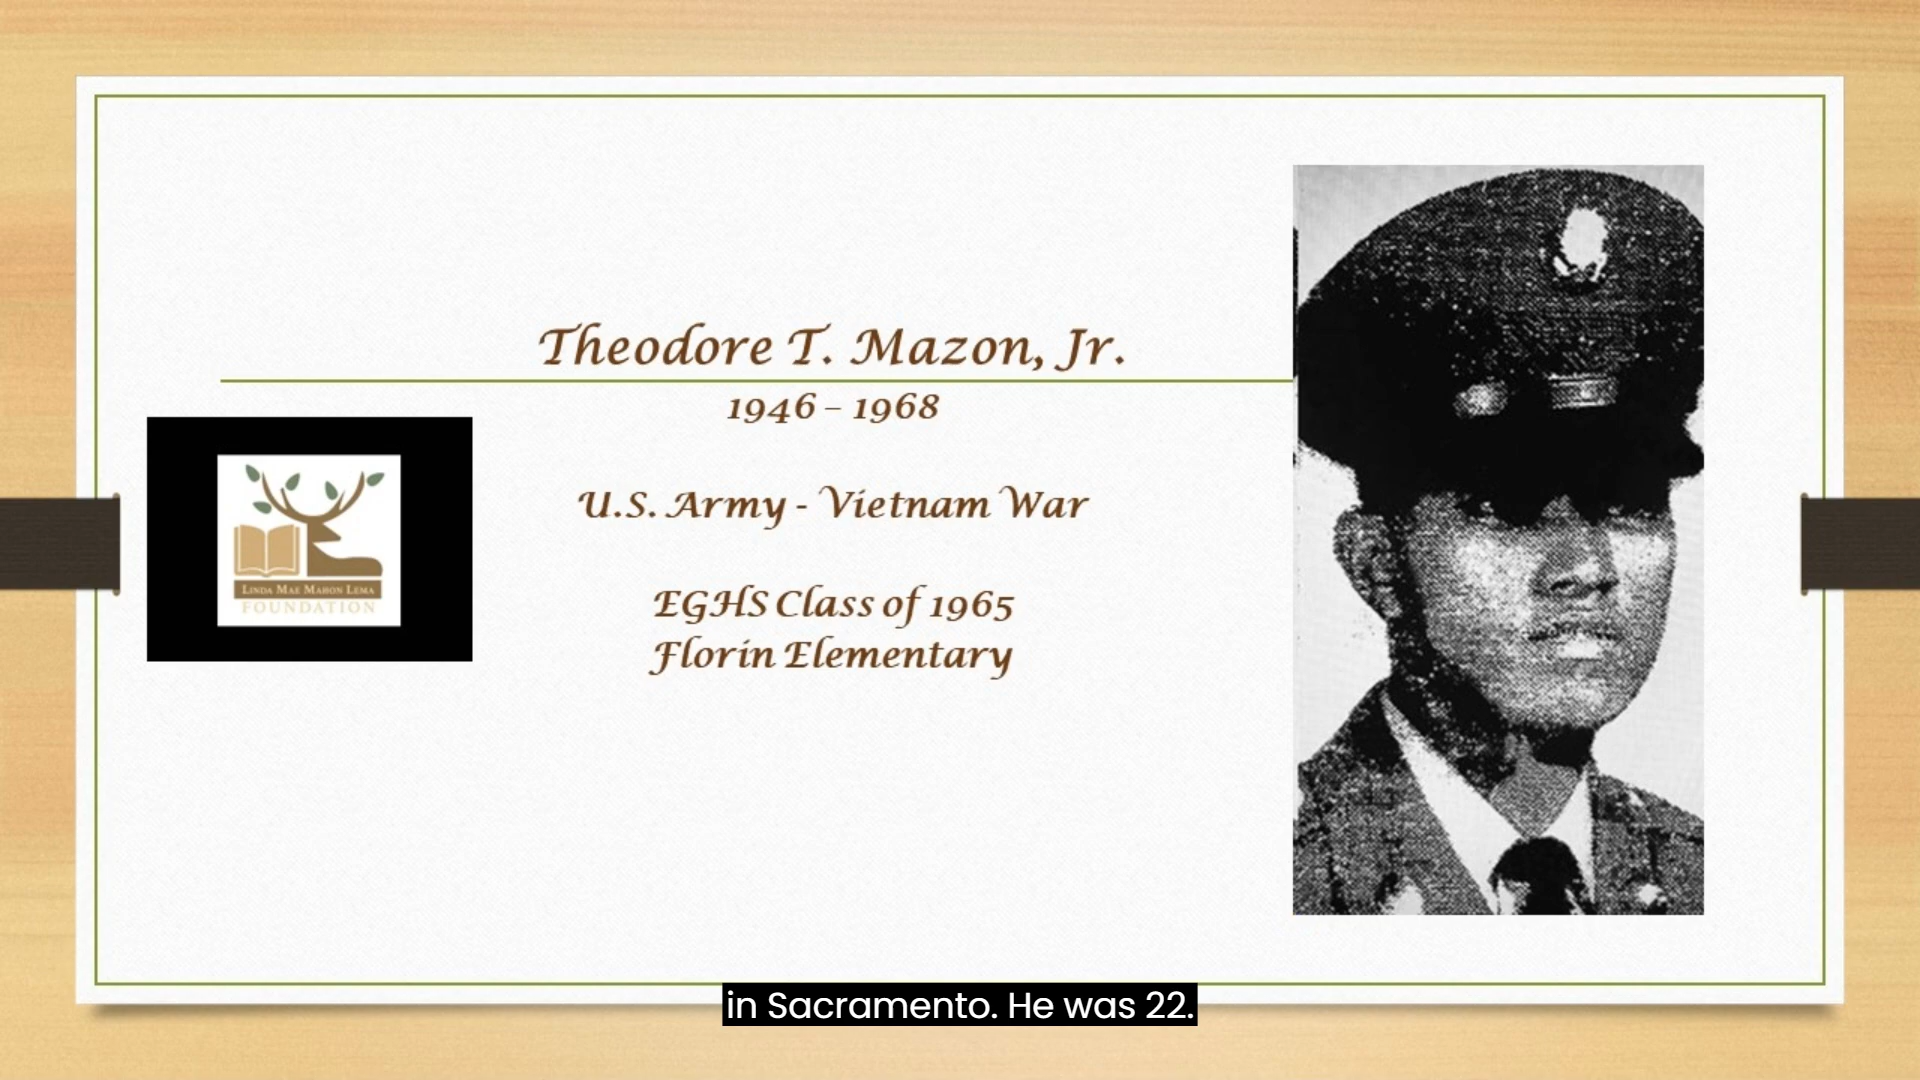 Theodore T. Mazon, Jr.
1946 – 1968
U.S. Army - Vietnam War
EGHS Class of 1965
Florin Elementary
LINDA MAE MAHON LEMA
FOUNDATION
in Sacramento. He was 22.